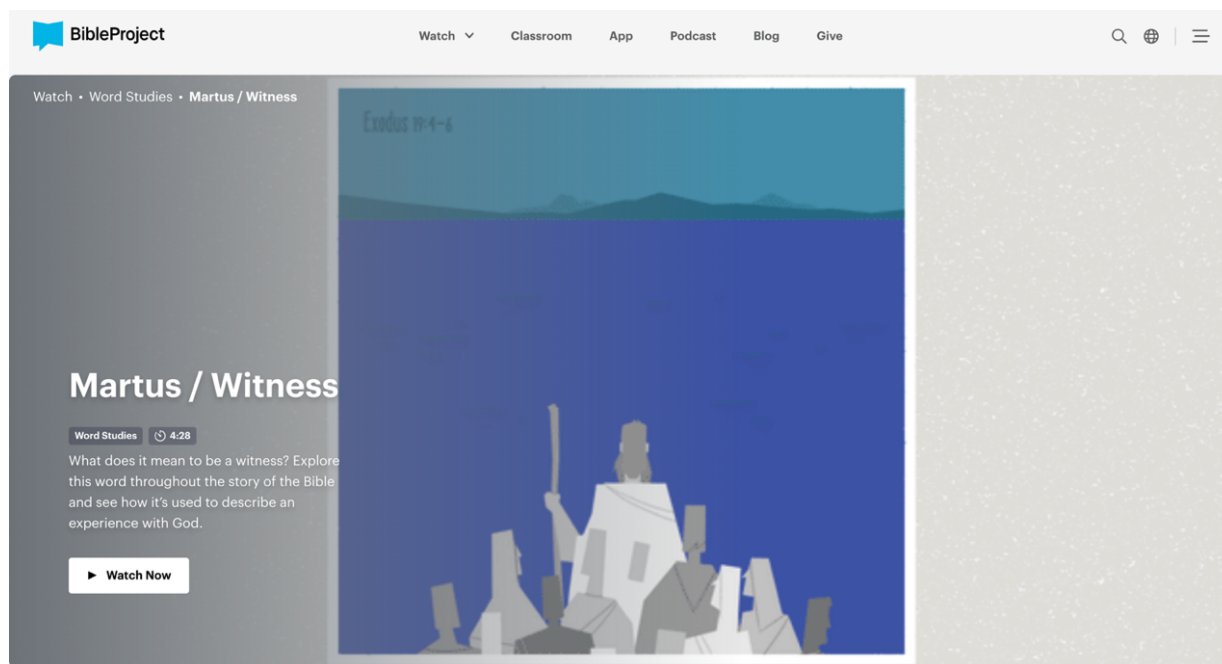 BibleProject
Watch Classroom App Podcast Blog Give
Watch • Word Studies • Martus / Witness
Exodus 19:4-6
Martus / Witness
Word Studies 4:28
What does it mean to be a witness? Explore
this word throughout the story of the Bible
and see how it’s used to describe an
experience with God.
Watch Now